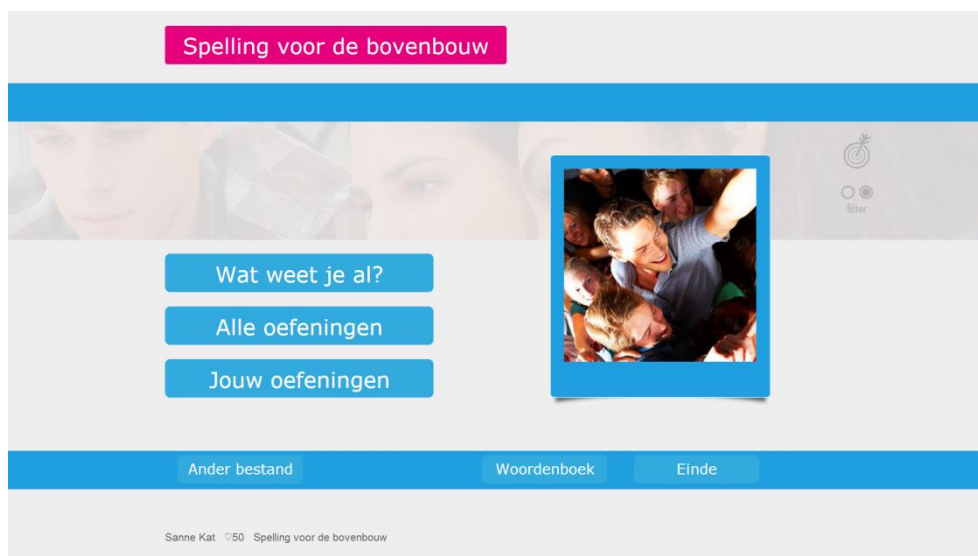 Spelling voor de bovenbouw
filter
Wat weet je al?
Alle oefeningen
Jouw oefeningen
Ander bestand Woordenboek Einde
Sanne Kat ♡50 Spelling voor de bovenbouw